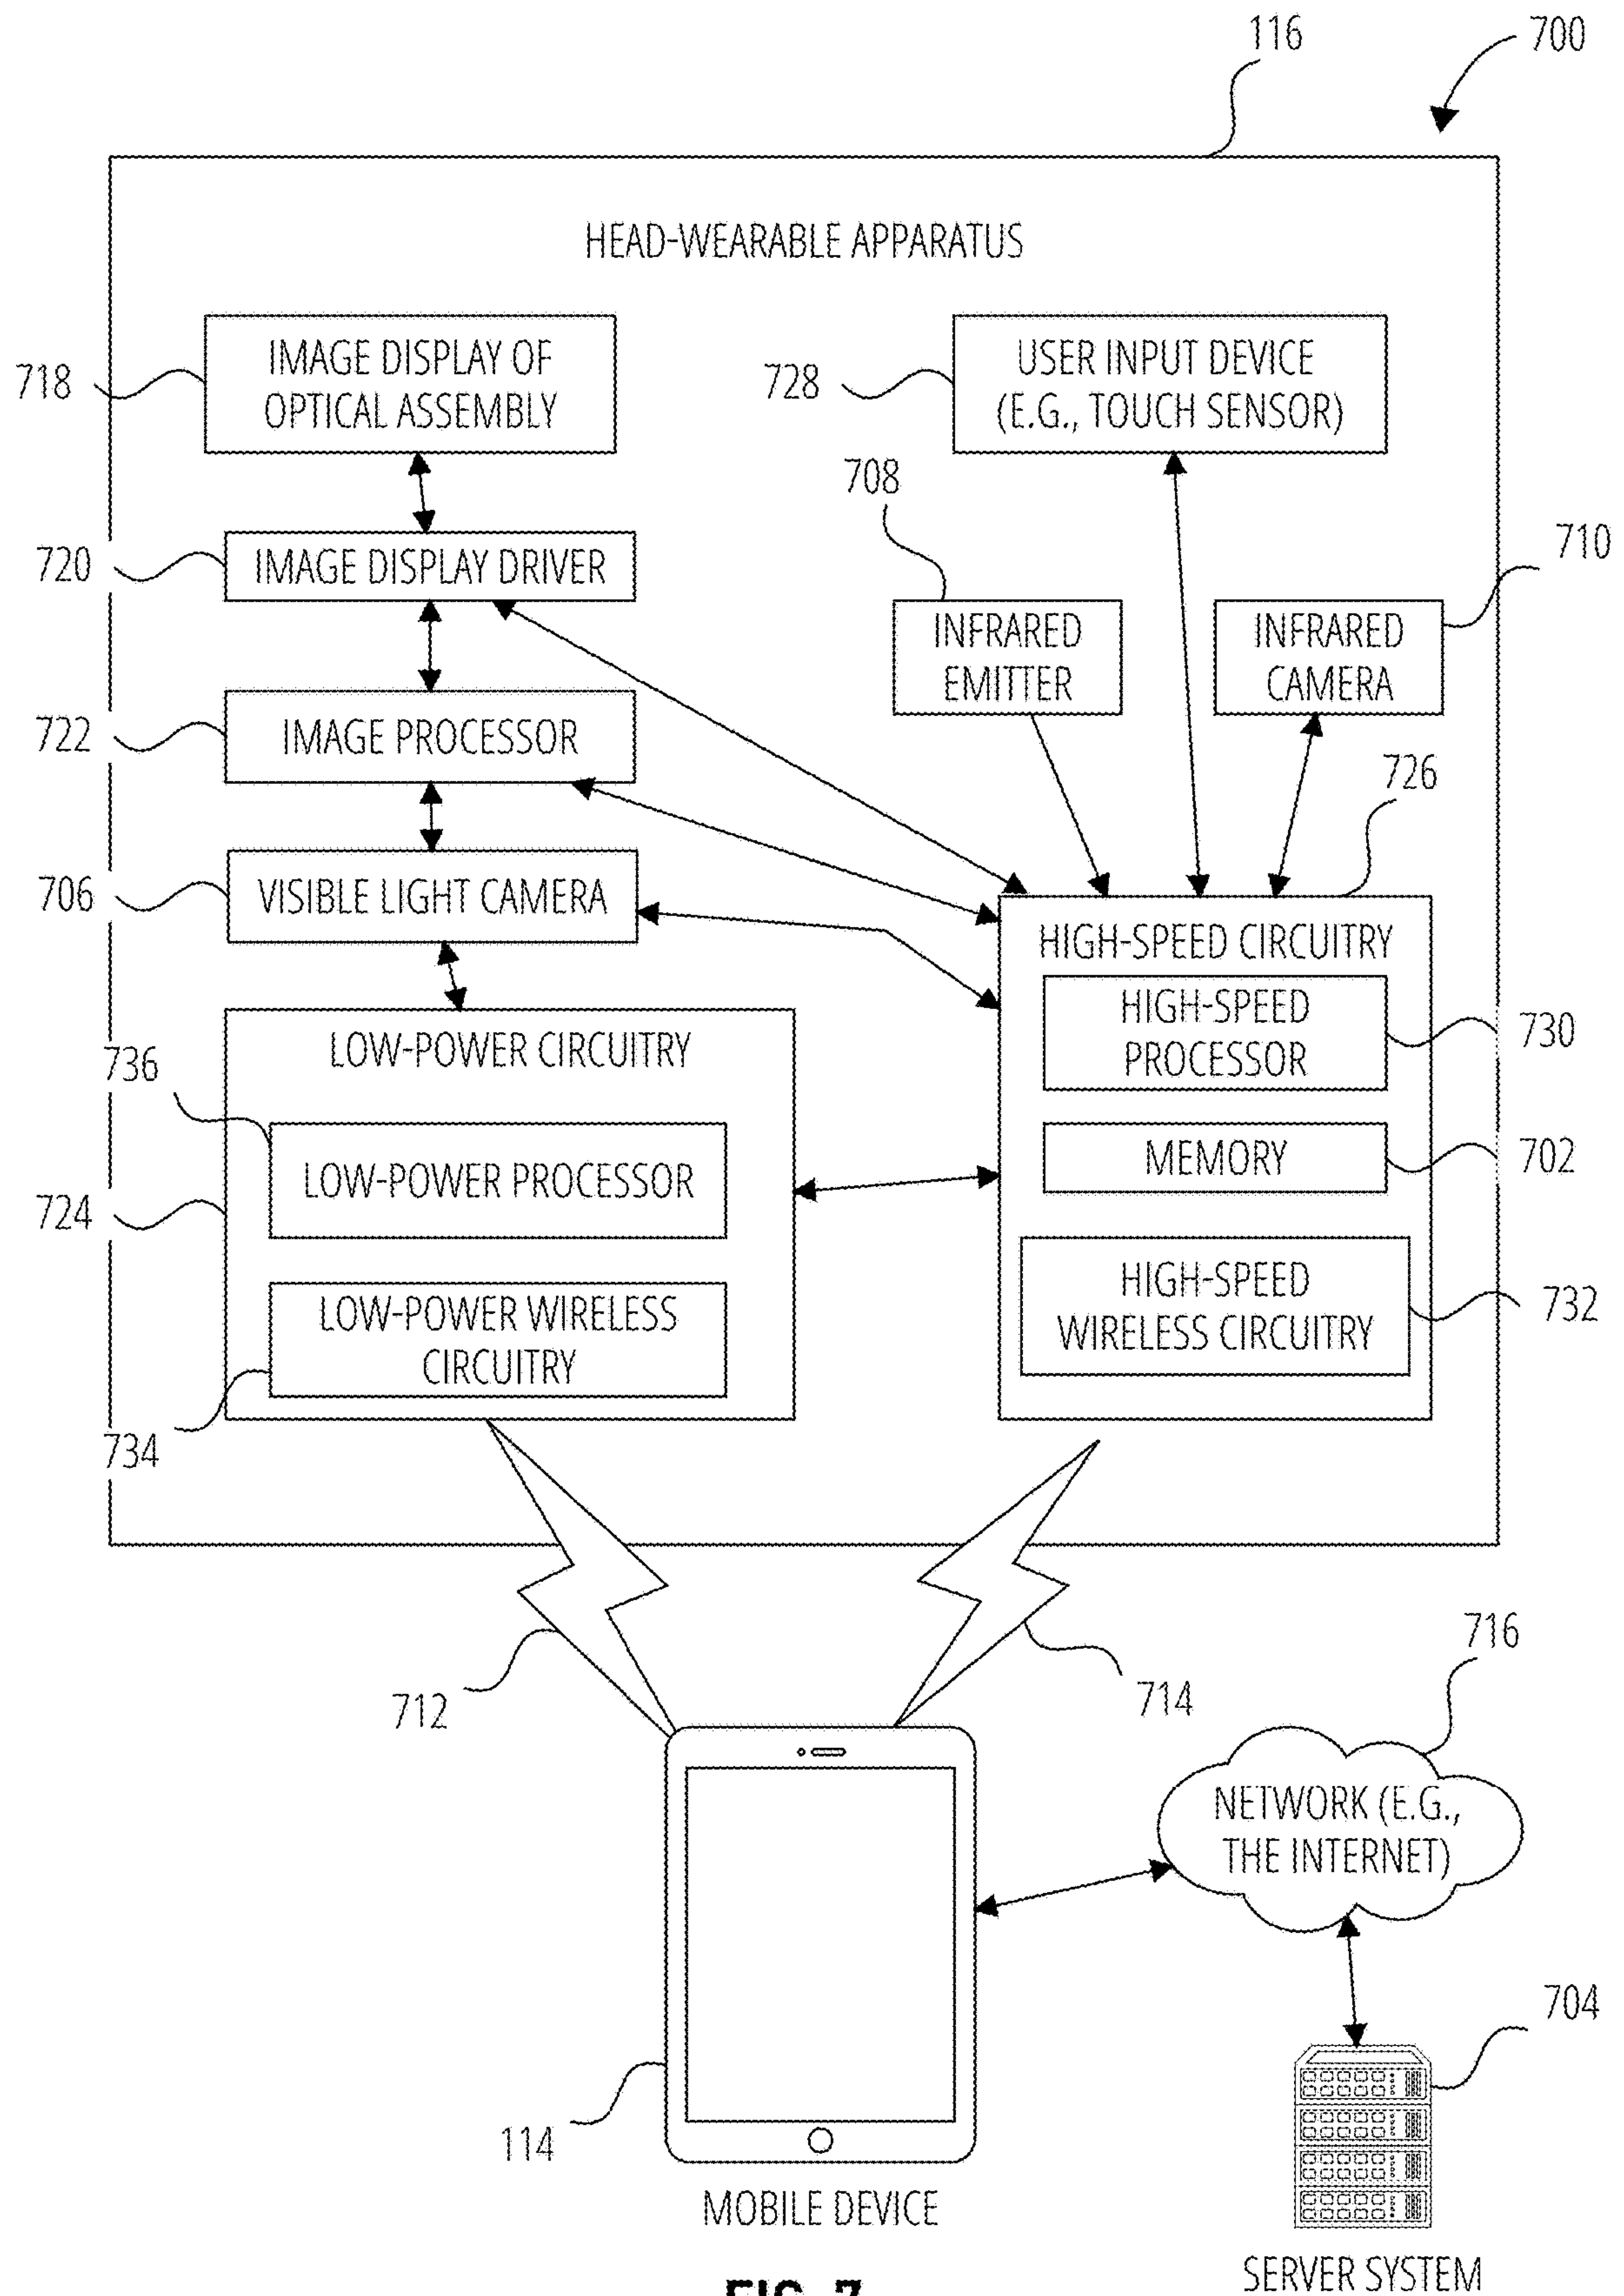 116
700
HEAD-WEARABLE APPARATUS
718
IMAGE DISPLAY OF
OPTICAL ASSEMBLY
728
USER INPUT DEVICE
(E.G., TOUCH SENSOR)
708
710
720
IMAGE DISPLAY DRIVER
INFRARED
EMITTER
INFRARED
CAMERA
722
IMAGE PROCESSOR
726
706
VISIBLE LIGHT CAMERA
HIGH-SPEED CIRCUITRY
HIGH-SPEED
PROCESSOR
730
LOW-POWER CIRCUITRY
736
LOW-POWER PROCESSOR
MEMORY
702
724
LOW-POWER WIRELESS
CIRCUITRY
HIGH-SPEED
WIRELESS CIRCUITRY
732
734
712
714
716
NETWORK (E.G.,
THE INTERNET)
704
114
MOBILE DEVICE
SERVER SYSTEM
FIG. 7